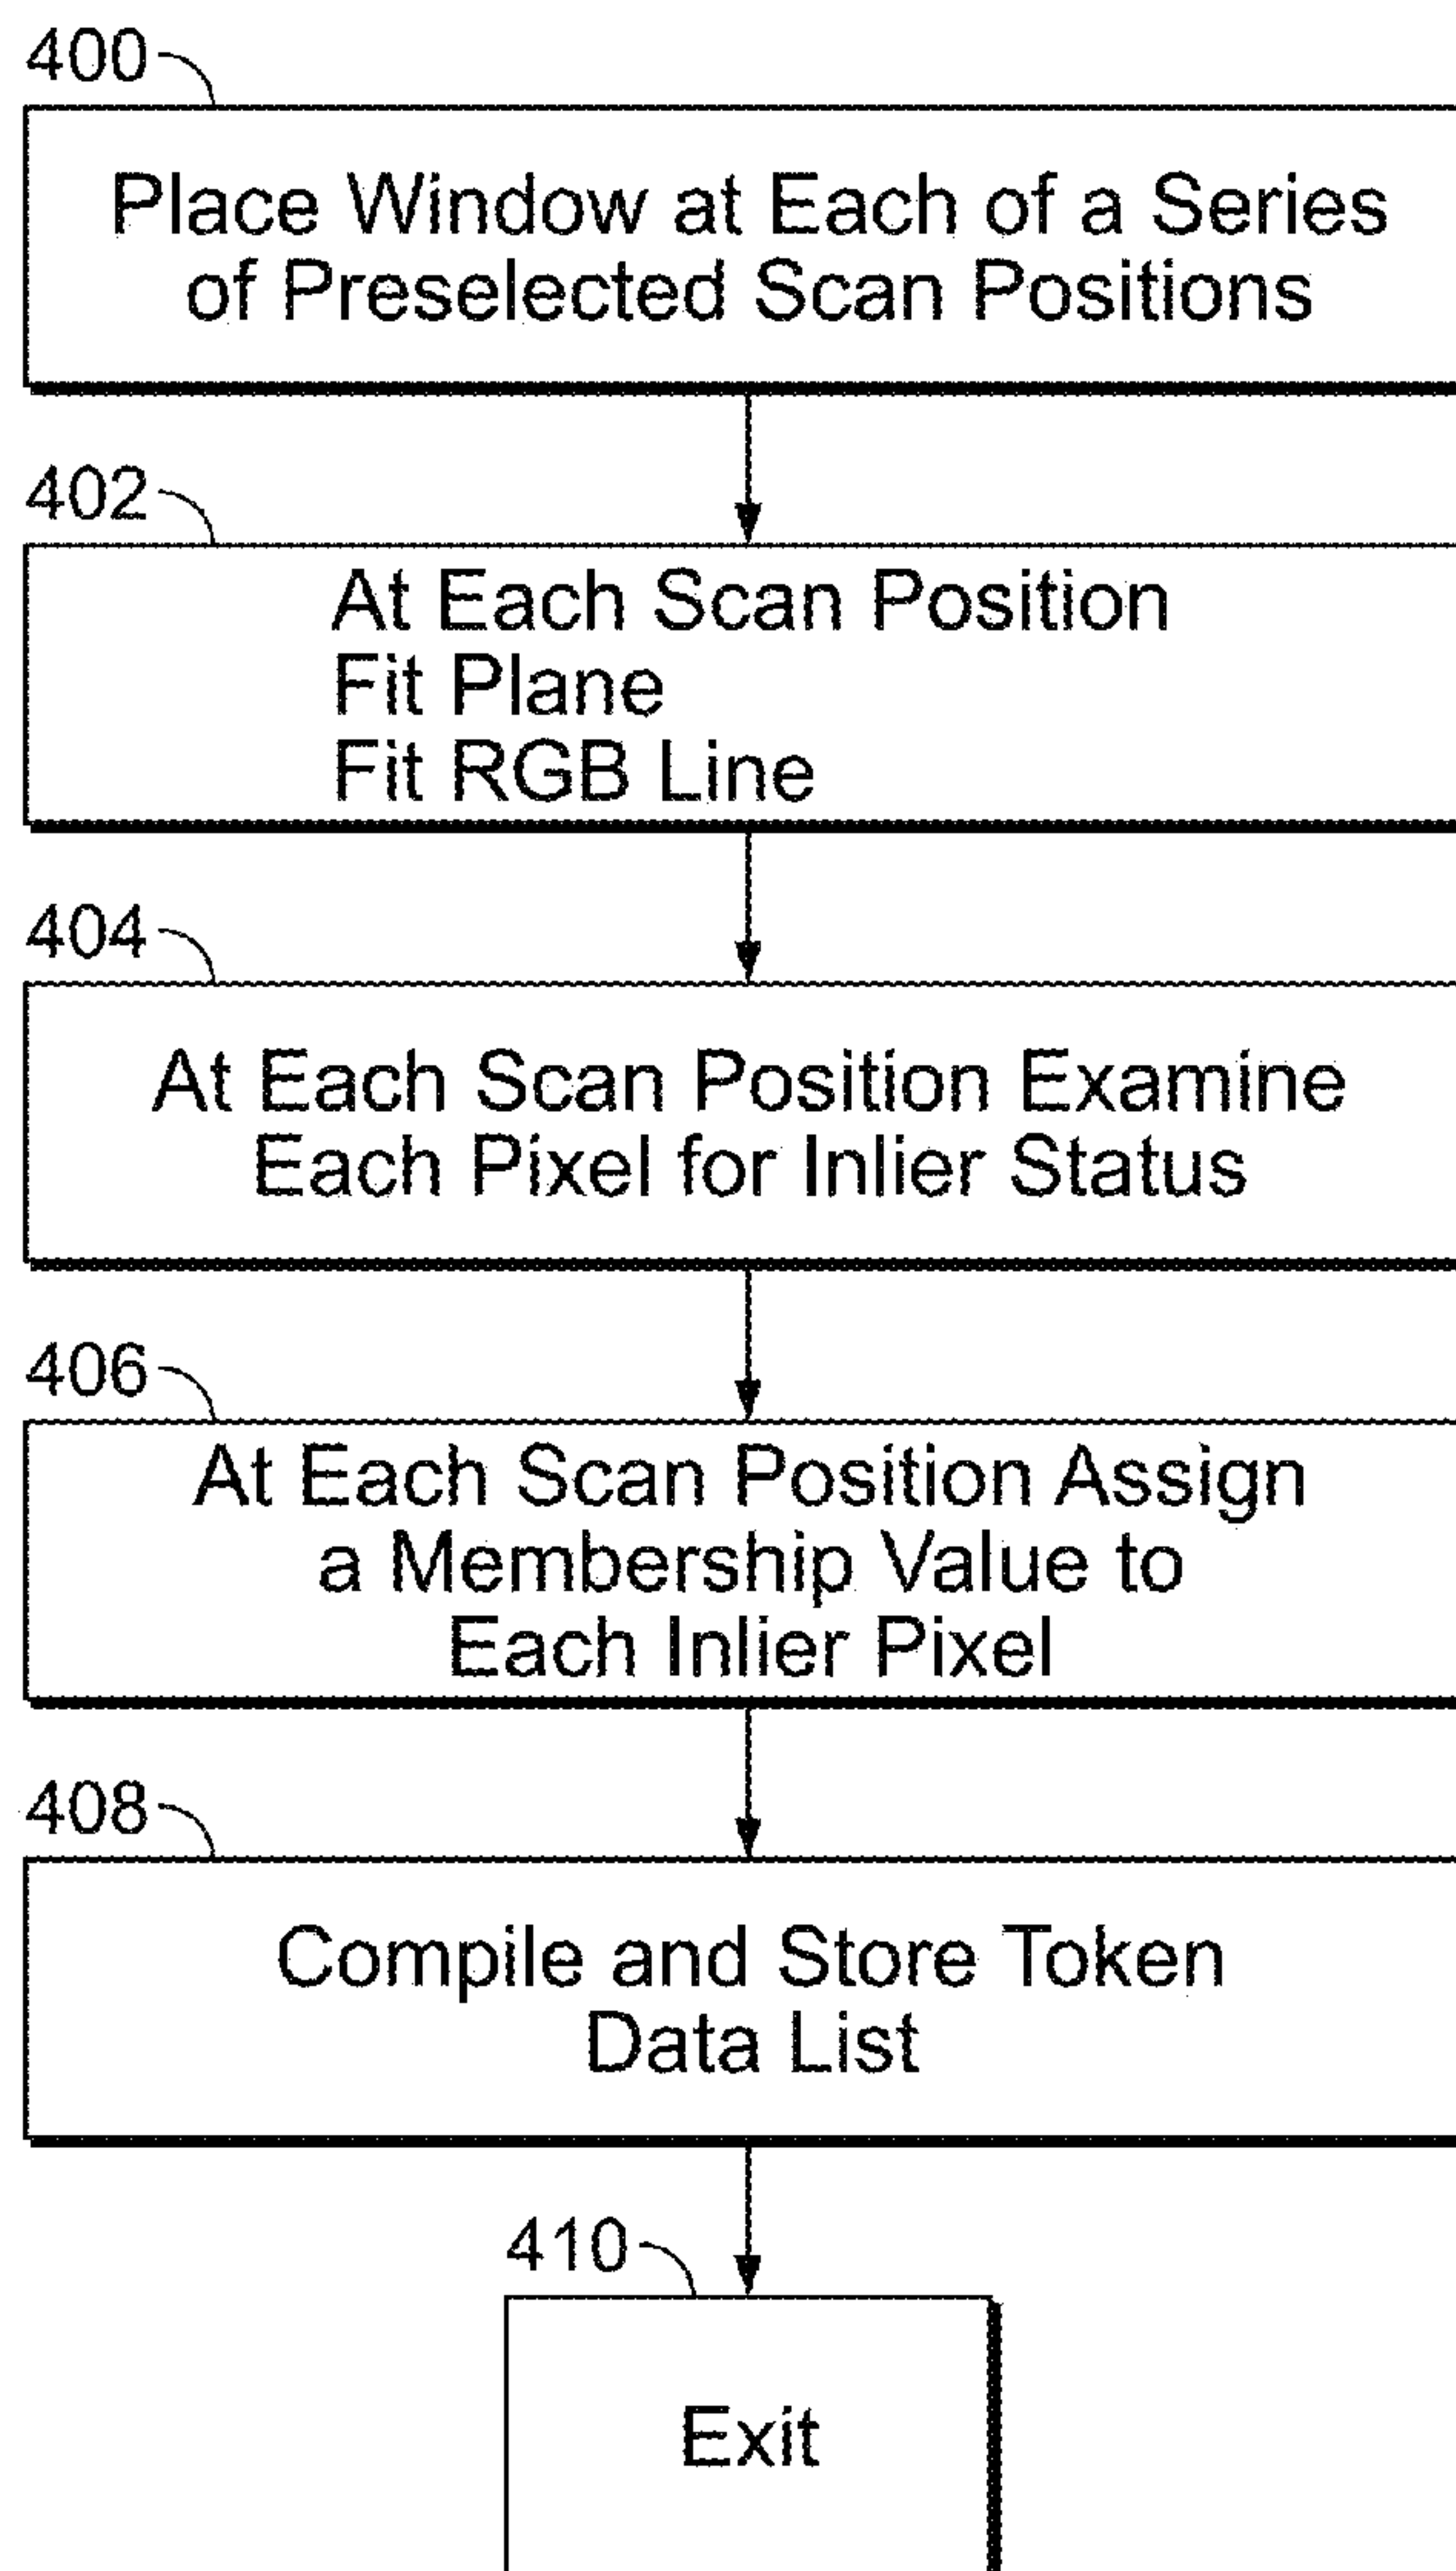 400
Place Window at Each of a Series
of Preselected Scan Positions
402
At Each Scan Position
Fit Plane
Fit RGB Line
404
At Each Scan Position Examine
Each Pixel for Inlier Status
406
At Each Scan Position Assign
a Membership Value to
Each Inlier Pixel
408
Compile and Store Token
Data List
410
Exit